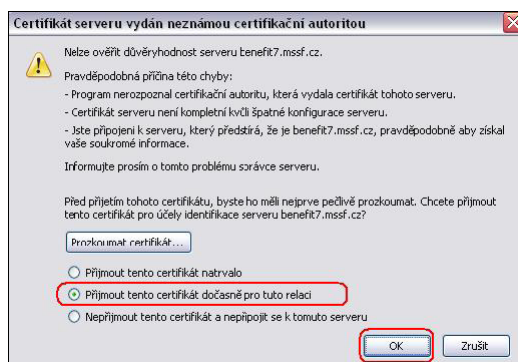 Certifikát serveru vydán neznámou certifikační autoritou
Nelze ověřit důvěryhodnost serveru benefit7.mssf.cz.
Pravděpodobná příčina této chyby:
- Program nerozpoznal certifikační autoritu, která vydala certifikát tohoto serveru.
- Certifikát serveru není kompletní kvůli špatné konfigurace serveru.
- Jste připojeni k serveru, který předstírá, že je benefit7.mssf.cz, pravděpodobně aby získal
vaše soukromé informace.
Informujte prosím o tomto problému správce serveru.
Před přijetím tohoto certifikátu, byste ho měli nejprve pečlivě prozkoumat. Chcete přijmout
tento certifikát pro účely identifikace serveru benefit7.mssf.cz?
Prozkoumat certifikát...
Přijmout tento certifikát natrvalo
Přijmout tento certifikát dočasně pro tuto relaci
Nepřijmout tento certifikát a nepřipojit se k tomuto serveru
OK Zrušit